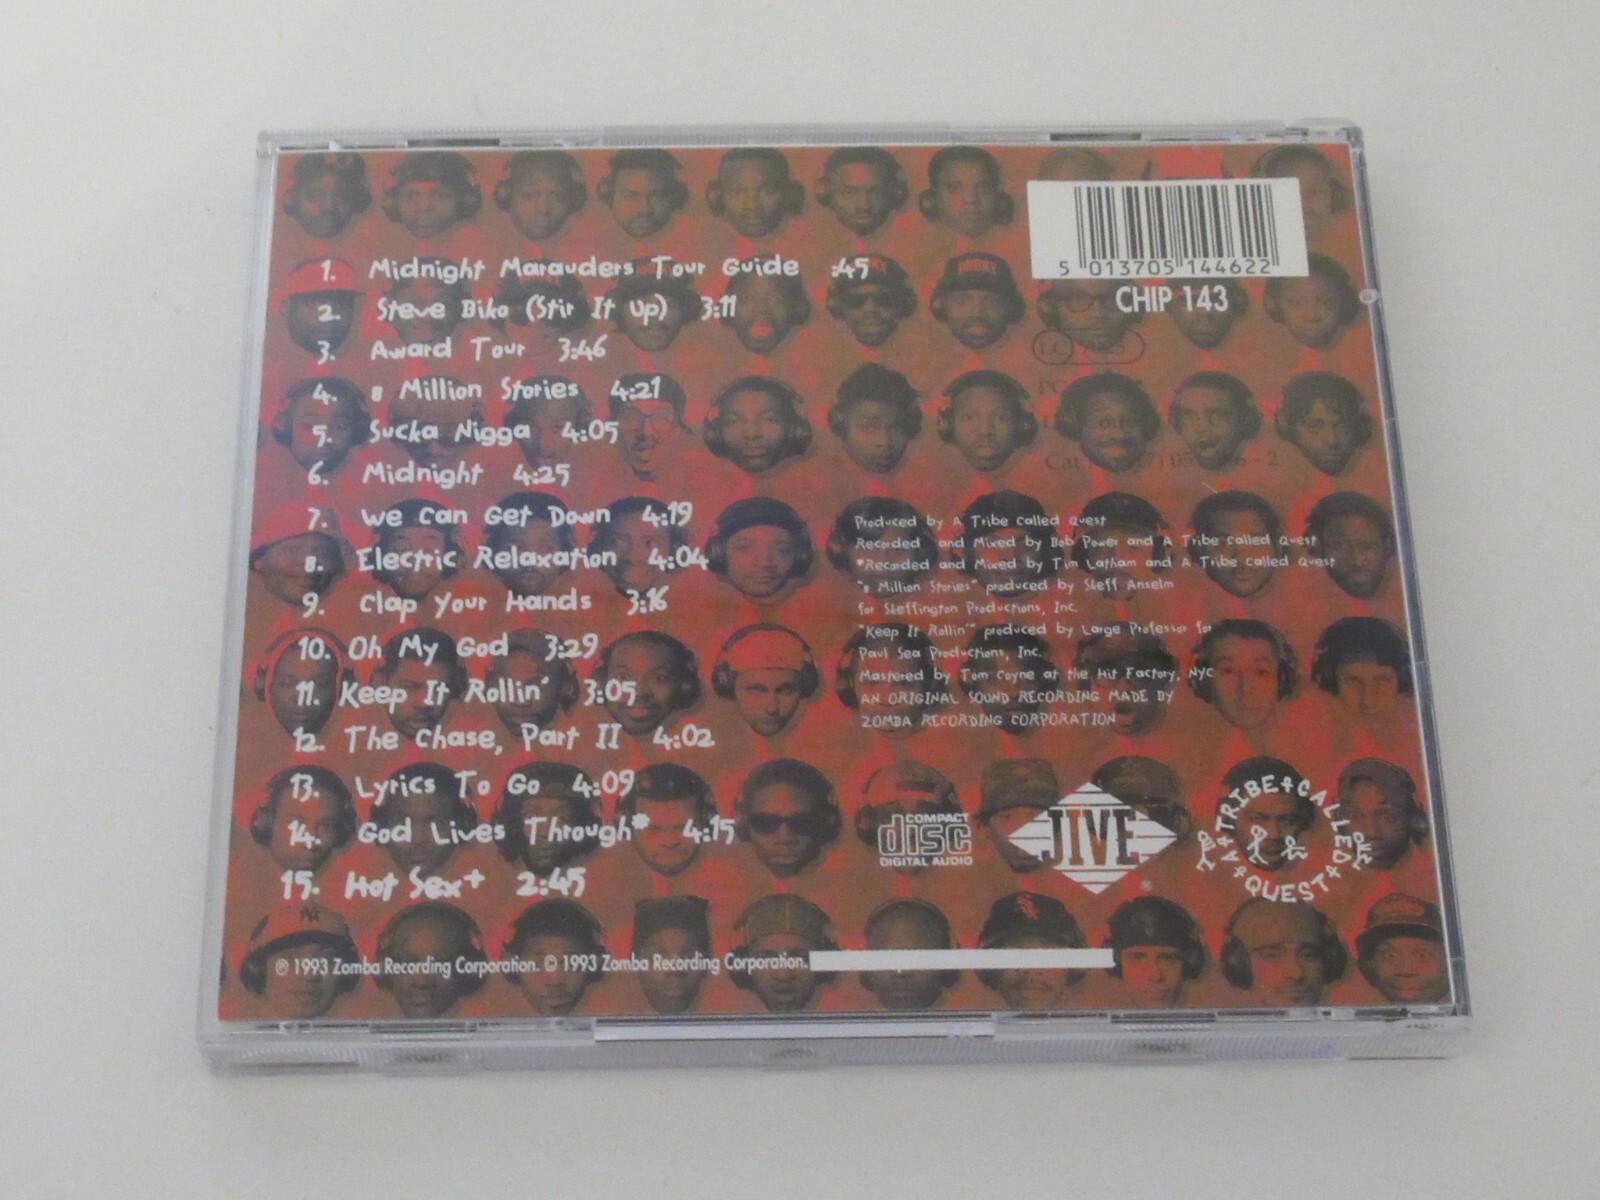 1. Midnight Marauders Tour Guide :45
2. Steve Biko (Stir It Up) 3:11
3. Award Tour 3:46
4. 8 Million Stories 4:21
5. Sucka Nigga 4:05
6. Midnight 4:25
7. We Can Get Down 4:19
8. Electric Relaxation 4:04
9. Clap Your Hands 3:16
10. Oh My God 3:29
11. Keep It Rollin' 3:05
12. The Chase, Part II 4:02
13. Lyrics To Go 4:09
14. God Lives Through* 4:15
15. Hot Sex+ 2:45
5 013705 144622
CHIP 143
LC
Produced by A Tribe Called Quest
Recorded and Mixed by Bob Power and A Tribe Called Quest
*Recorded and Mixed by Tim Latham and A Tribe Called Quest
"8 Million Stories" produced by Skeff Anselm
for Skeffington Productions, Inc.
"Keep It Rollin'" produced by Large Professor for
Paul Sea Productions, Inc.
Mastered by Tom Coyne at the Hit Factory, NYC
AN ORIGINAL SOUND RECORDING MADE BY
ZOMBA RECORDING CORPORATION
COMPACT
disc
DIGITAL AUDIO
JIVE
A TRIBE CALLED QUEST
℗ 1993 Zomba Recording Corporation. © 1993 Zomba Recording Corporation.